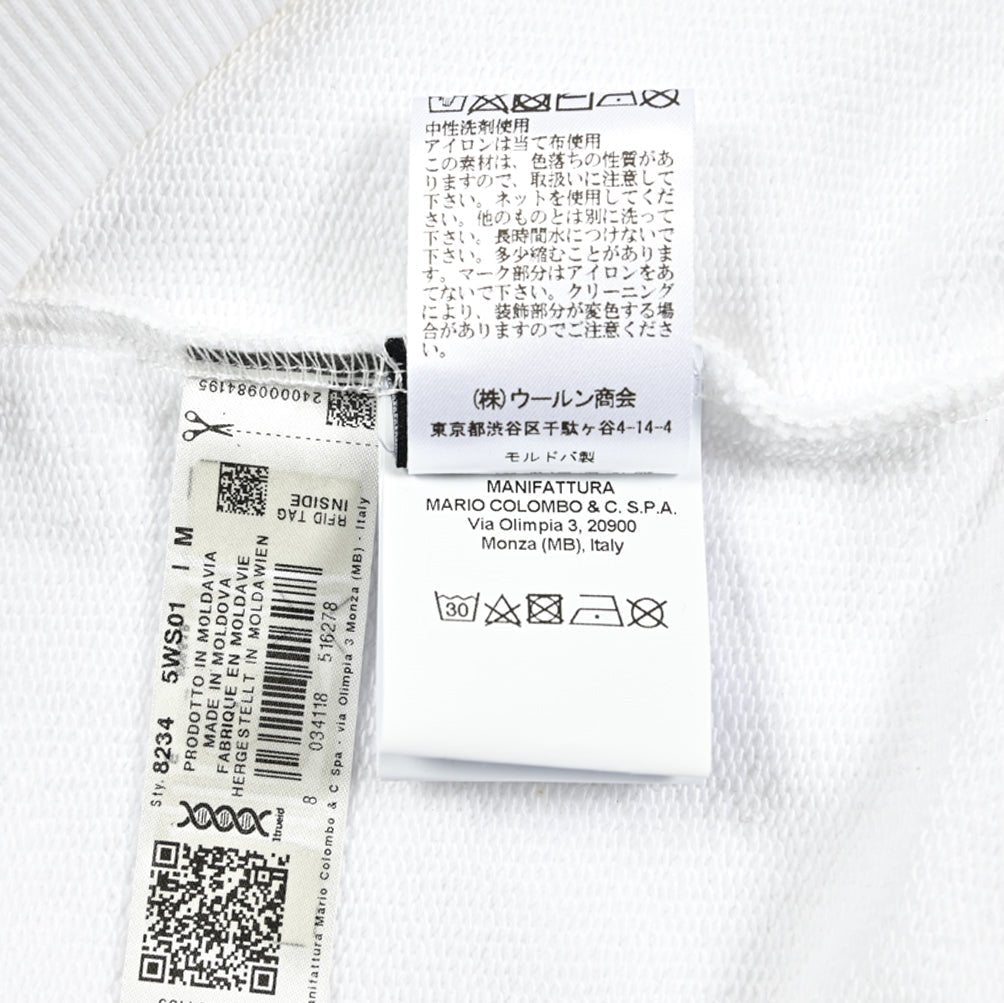 中性洗剤使用
アイロンは当て布使用
この素材は、色落ちの性質があ
りますので、取扱いに注意して
下さい。ネットを使用してくだ
さい。他のものとは別に洗って
下さい。長時間水につけないで
下さい。多少縮むことがありま
す。マーク部分はアイロンをあ
てないで下さい。クリーニング
により、装飾部分が変色する場
合がありますのでご注意くださ
い。
(株)ウールン商会
東京都渋谷区千駄ヶ谷4-14-4
モルドバ製
MANIFATTURA
MARIO COLOMBO & C. S.P.A.
Via Olimpia 3, 20900
Monza (MB), Italy
30
240000984195
RFID TAG
INSIDE
Sty. 8234 5WS01 I M
PRODOTTO IN MOLDAVIA
MADE IN MOLDOVA
FABRIQUE EN MOLDAVIE
HERGESTELLT IN MOLDAWIEN
8 034118 516278
1trueid
anifattura Mario Colombo & C Spa - via Olimpia 3 Monza (MB) - Italy